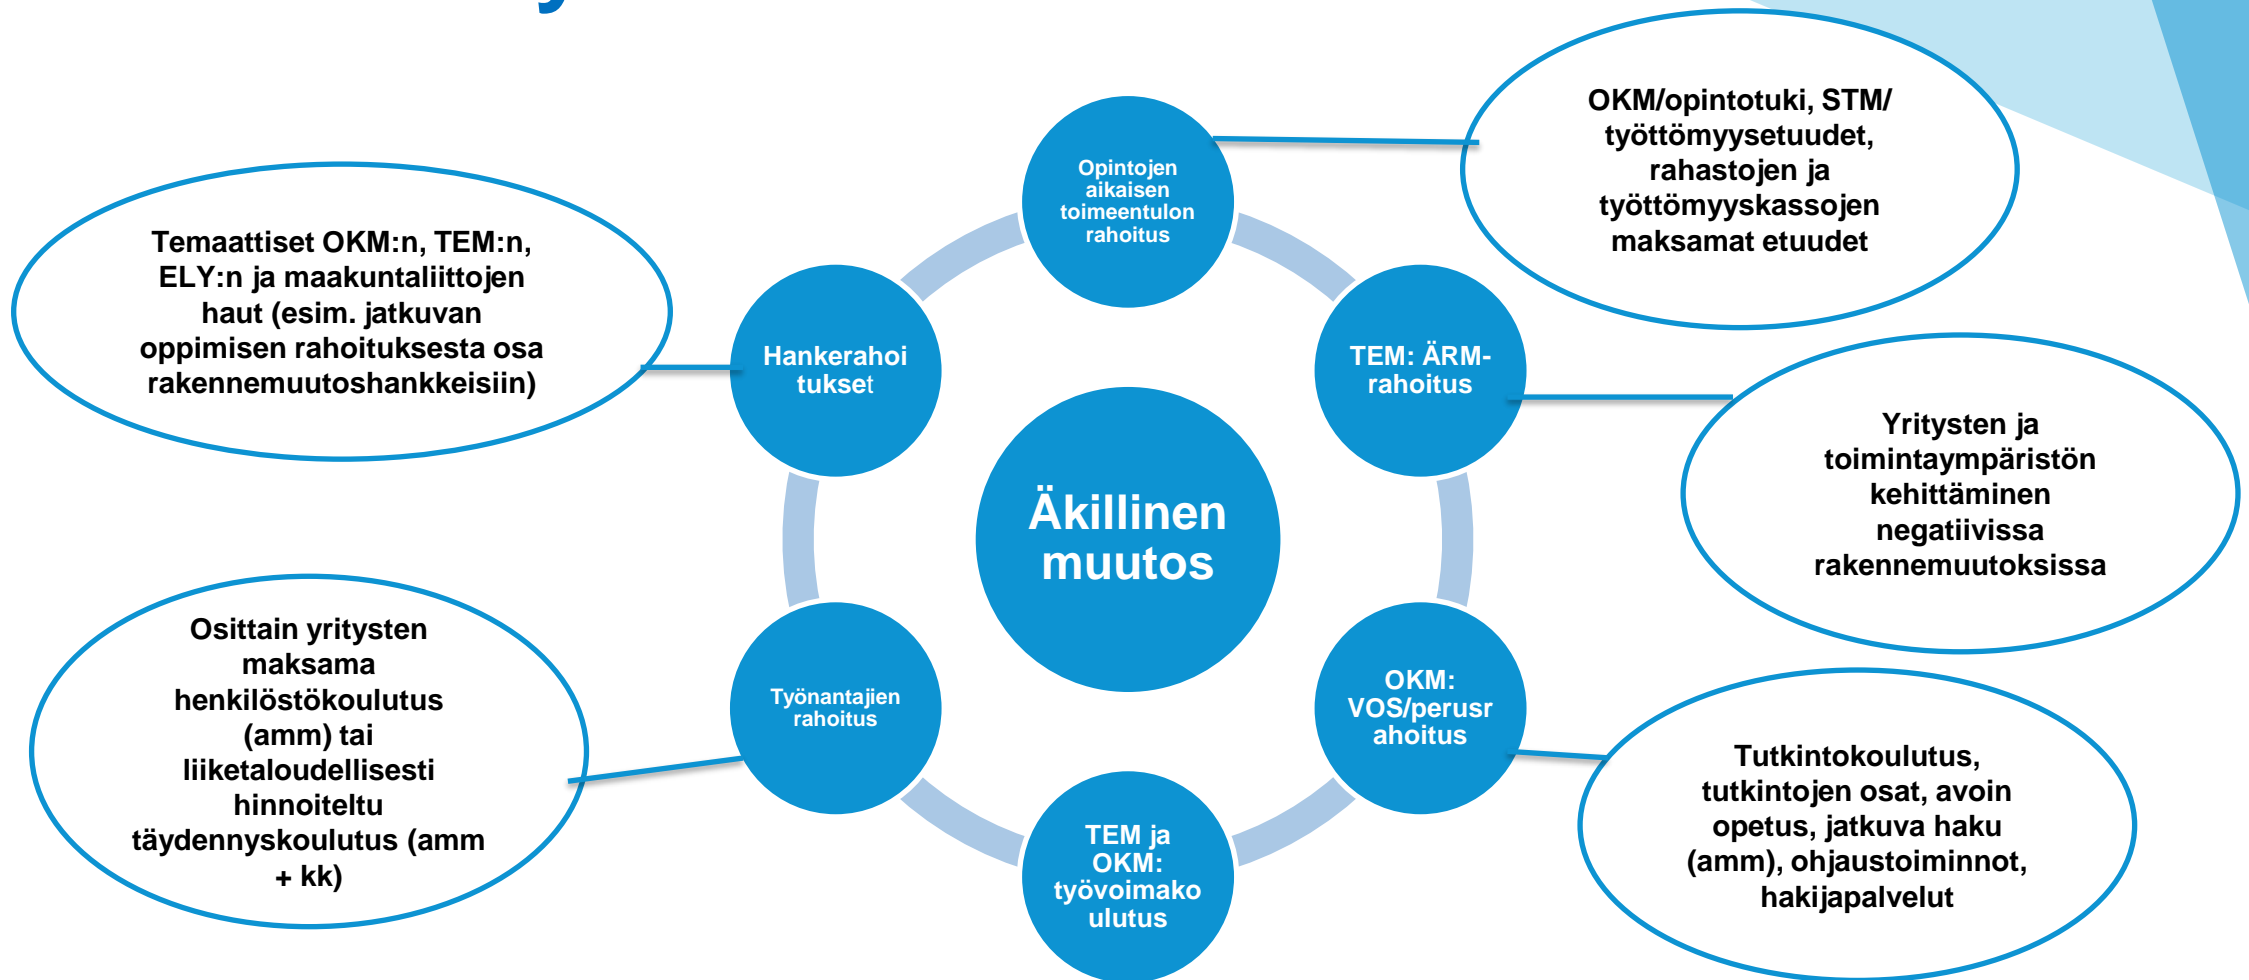 Opintojen
aikaisen
toimeentulon
rahoitus
OKM/opintotuki, STM/
työttömyysetuudet,
rahastojen ja
työttömyyskassojen
maksamat etuudet
Temaattiset OKM:n, TEM:n,
ELY:n ja maakuntaliittojen
haut (esim. jatkuvan
oppimisen rahoituksesta osa
rakennemuutoshankkeisiin)
Hankerahoi
tukset
TEM: ÄRM-
rahoitus
Yritysten ja
toimintaympäristön
kehittäminen
negatiivissa
rakennemuutoksissa
Äkillinen
muutos
Osittain yritysten
maksama
henkilöstökoulutus
(amm) tai
liiketaloudellisesti
hinnoiteltu
täydennyskoulutus (amm
+ kk)
Työnantajien
rahoitus
OKM:
VOS/perusr
ahoitus
Tutkintokoulutus,
tutkintojen osat, avoin
opetus, jatkuva haku
(amm), ohjaustoiminnot,
hakijapalvelut
TEM ja
OKM:
työvoimako
ulutus